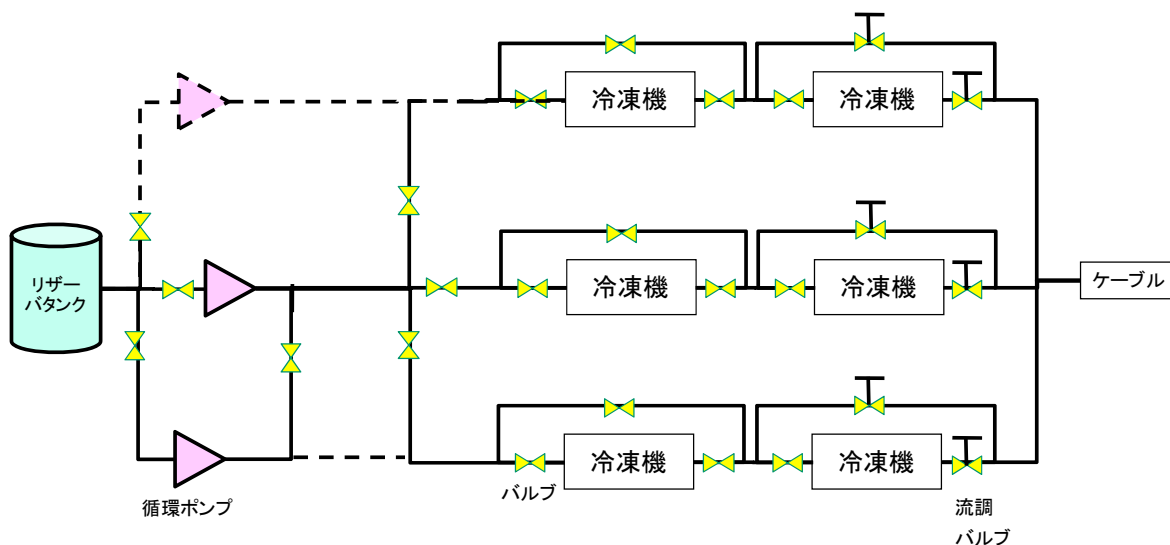 冷凍機
冷凍機
リザー
バタンク
冷凍機
冷凍機
ケーブル
冷凍機
冷凍機
循環ポンプ
バルブ
流調
バルブ